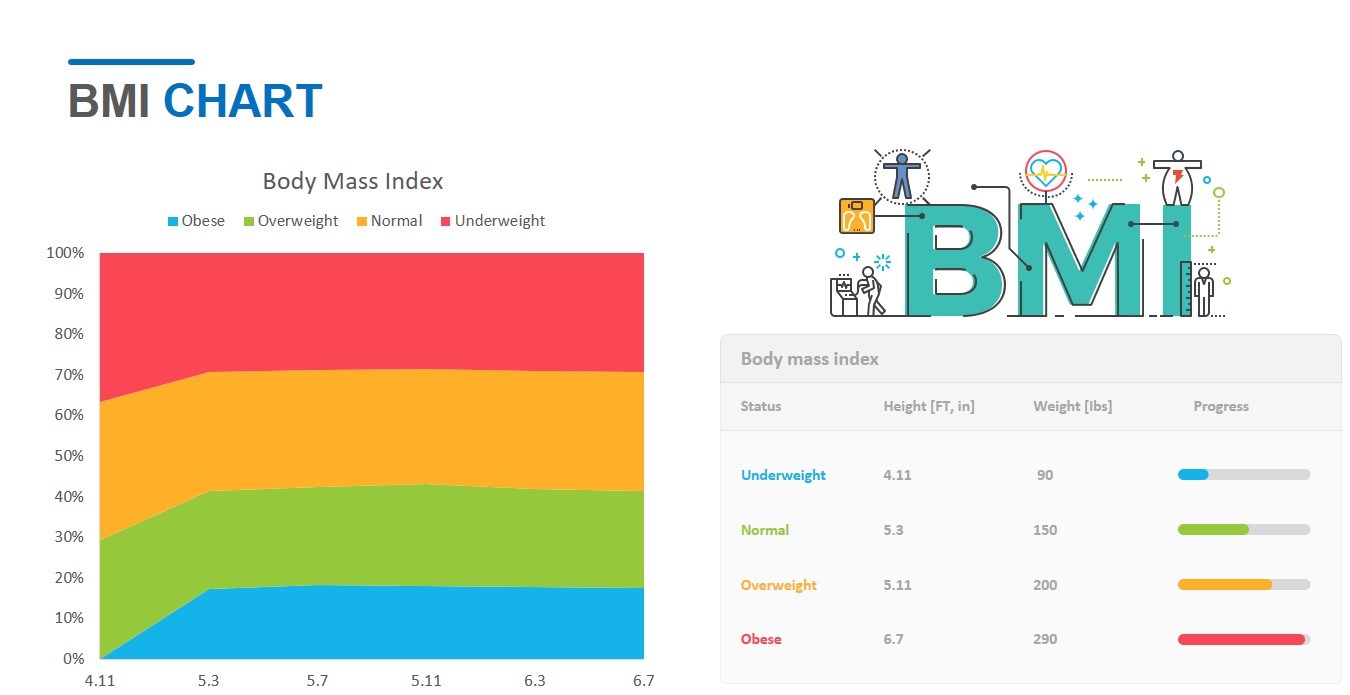 BMI CHART
Body Mass Index
Obese Overweight Normal Underweight
100%
90%
80%
70%
60%
50%
40%
30%
20%
10%
0%
4.11 5.3 5.7 5.11 6.3 6.7
BMI
Body mass index
Status Height [FT, in] Weight [lbs] Progress
Underweight 4.11 90
Normal 5.3 150
Overweight 5.11 200
Obese 6.7 290